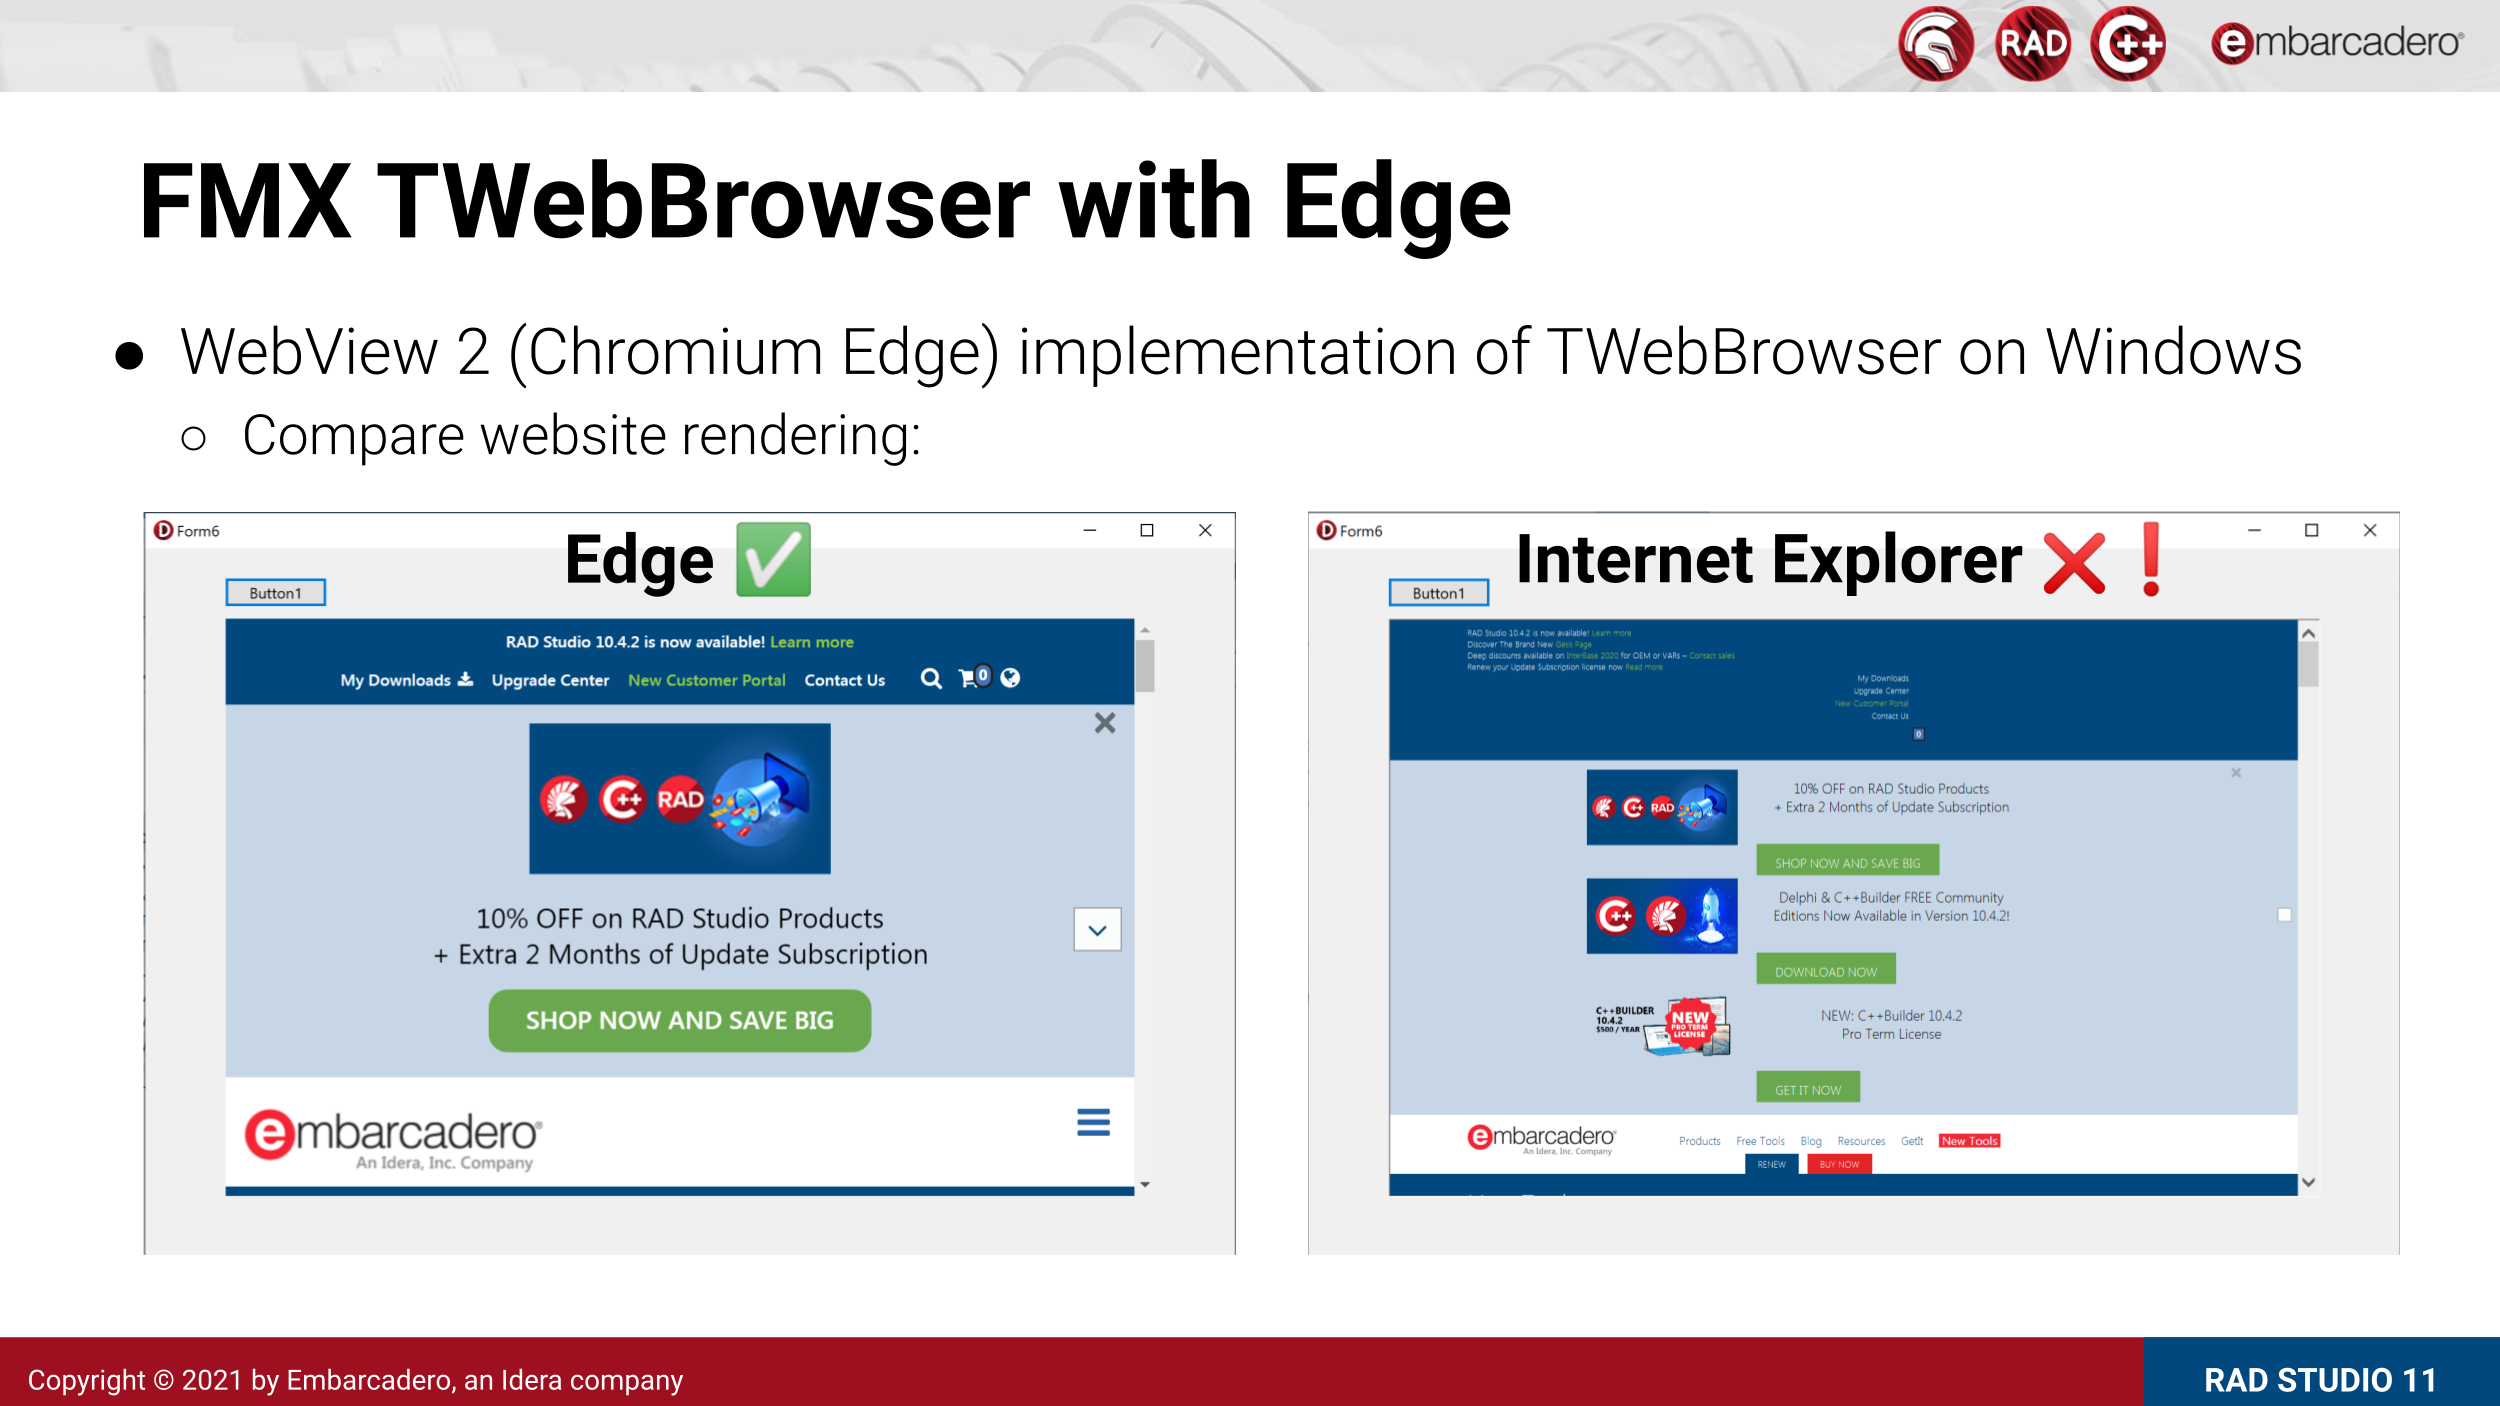 RAD
C++
embarcadero
FMX TWebBrowser with Edge
● WebView 2 (Chromium Edge) implementation of TWebBrowser on Windows
○ Compare website rendering:
Form6
Edge ✅
Button1
RAD Studio 10.4.2 is now available! Learn more
My Downloads Upgrade Center New Customer Portal Contact Us 0
C++ RAD
10% OFF on RAD Studio Products
+ Extra 2 Months of Update Subscription
SHOP NOW AND SAVE BIG
embarcadero
An Idera, Inc. Company
Form6
Internet Explorer ❌❗
Button1
RAD Studio 10.4.2 is now available! Learn more
Discover The Brand New GetIt Page
Deep discounts available on InterBase 2020 for OEM or VARs – Contact sales
Renew your Update Subscription license now Read more
My Downloads
Upgrade Center
New Customer Portal
Contact Us
0
C++ RAD
10% OFF on RAD Studio Products
+ Extra 2 Months of Update Subscription
SHOP NOW AND SAVE BIG
C++
Delphi & C++Builder FREE Community
Editions Now Available in Version 10.4.2!
DOWNLOAD NOW
C++BUILDER
10.4.2
$500 / YEAR
NEW
PRO TERM
LICENSE
NEW: C++Builder 10.4.2
Pro Term License
GET IT NOW
embarcadero
An Idera, Inc. Company
Products Free Tools Blog Resources GetIt New Tools
RENEW BUY NOW
Copyright © 2021 by Embarcadero, an Idera company
RAD STUDIO 11